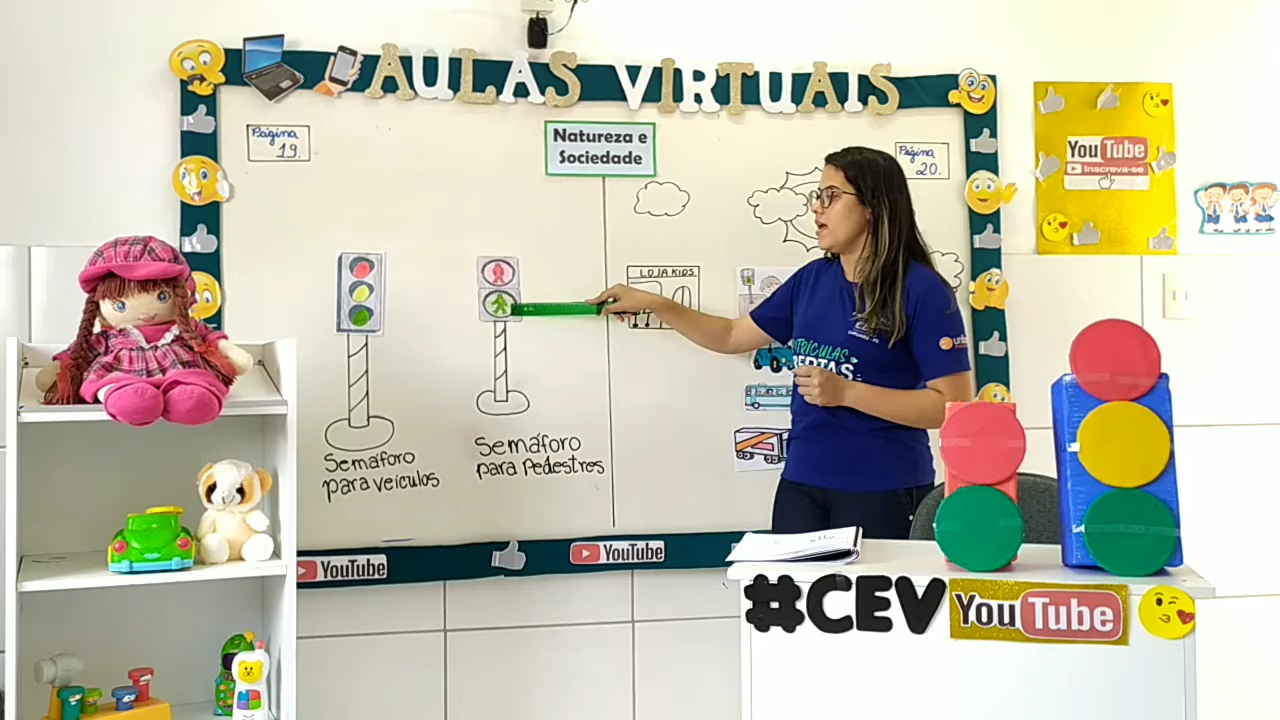 AULAS VIRTUAIS
Página
19.
Natureza e
Sociedade
Página
20.
YouTube
Inscreva-se
LOJA KIDS
Semáforo
para veículos
Semáforo
para Pedestres
YouTube
YouTube
#CEV
YouTube